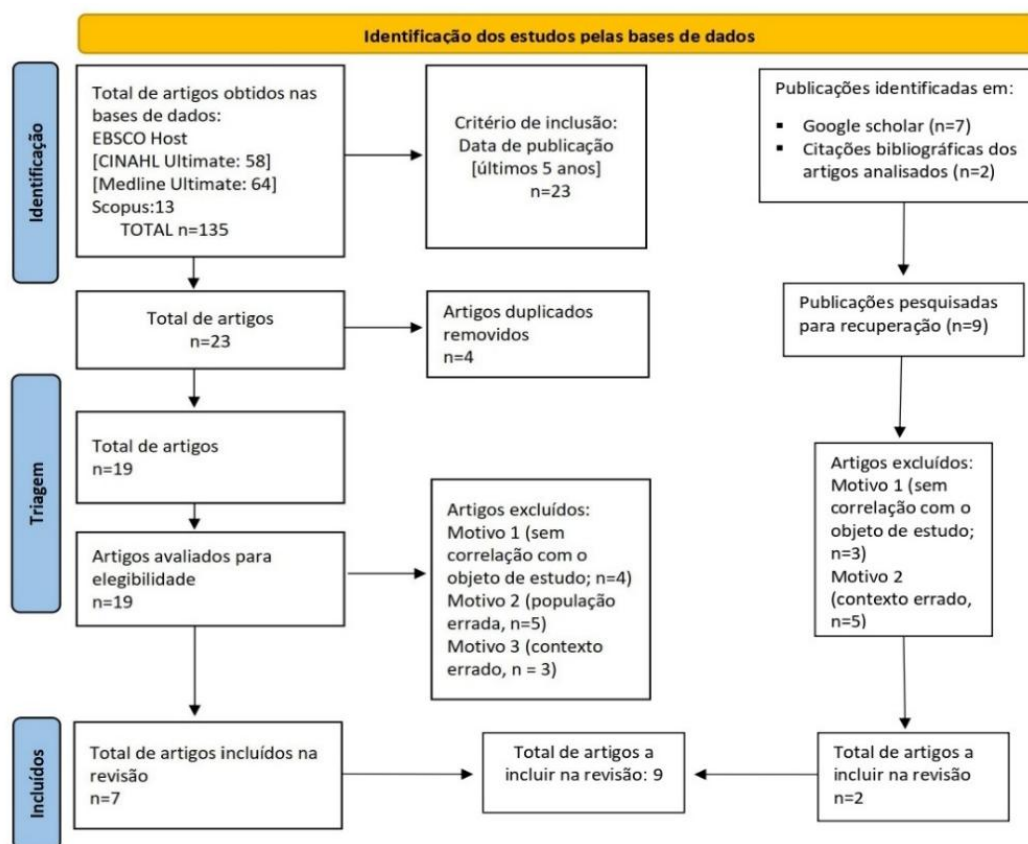 Identificação dos estudos pelas bases de dados
Identificação
Total de artigos obtidos nas
bases de dados:
EBSCO Host
[CINAHL Ultimate: 58]
[Medline Ultimate: 64]
Scopus:13
TOTAL n=135
Critério de inclusão:
Data de publicação
[últimos 5 anos]
n=23
Publicações identificadas em:
▪ Google scholar (n=7)
▪ Citações bibliográficas dos
artigos analisados (n=2)
Total de artigos
n=23
Artigos duplicados
removidos
n=4
Publicações pesquisadas
para recuperação (n=9)
Triagem
Total de artigos
n=19
Artigos avaliados para
elegibilidade
n=19
Artigos excluídos:
Motivo 1 (sem
correlação com o
objeto de estudo; n=4)
Motivo 2 (população
errada, n=5)
Motivo 3 (contexto
errado, n = 3)
Artigos excluídos:
Motivo 1 (sem
correlação com o
objeto de estudo;
n=3)
Motivo 2
(contexto errado,
n=5)
Incluídos
Total de artigos incluídos na
revisão
n=7
Total de artigos a
incluir na revisão: 9
Total de artigos a
incluir na revisão
n=2